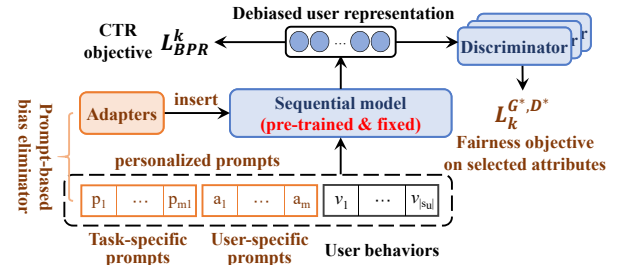 Debiased user representation
CTR
objective
L^k_BPR
...
Discriminator
r
r
Adapters
insert
Sequential model
(pre-trained & fixed)
L_k^{G*,D*}
Fairness objective
on selected attributes
Prompt-based
bias eliminator
personalized prompts
p_1 ... p_m1 a_1 ... a_m v_1 ... v_|s_u|
Task-specific
prompts
User-specific
prompts
User behaviors